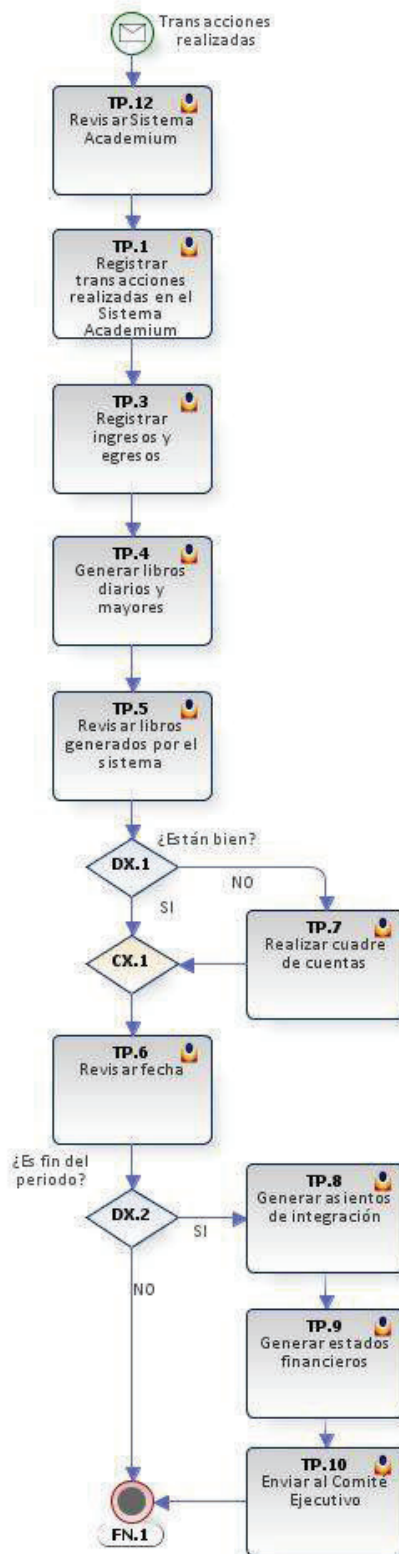 Transacciones
realizadas
TP.12
Revisar Sistema
Academium
TP.1
Registrar
transacciones
realizadas en el
Sistema
Academium
TP.3
Registrar
ingresos y
egresos
TP.4
Generar libros
diarios y
mayores
TP.5
Revisar libros
generados por el
sistema
¿Están bien?
DX.1
NO
SI
TP.7
Realizar cuadre
de cuentas
CX.1
TP.6
Revisar fecha
¿Es fin del
periodo?
DX.2
SI
TP.8
Generar asientos
de integración
NO
TP.9
Generar estados
financieros
TP.10
Enviar al Comite
Ejecutivo
FN.1